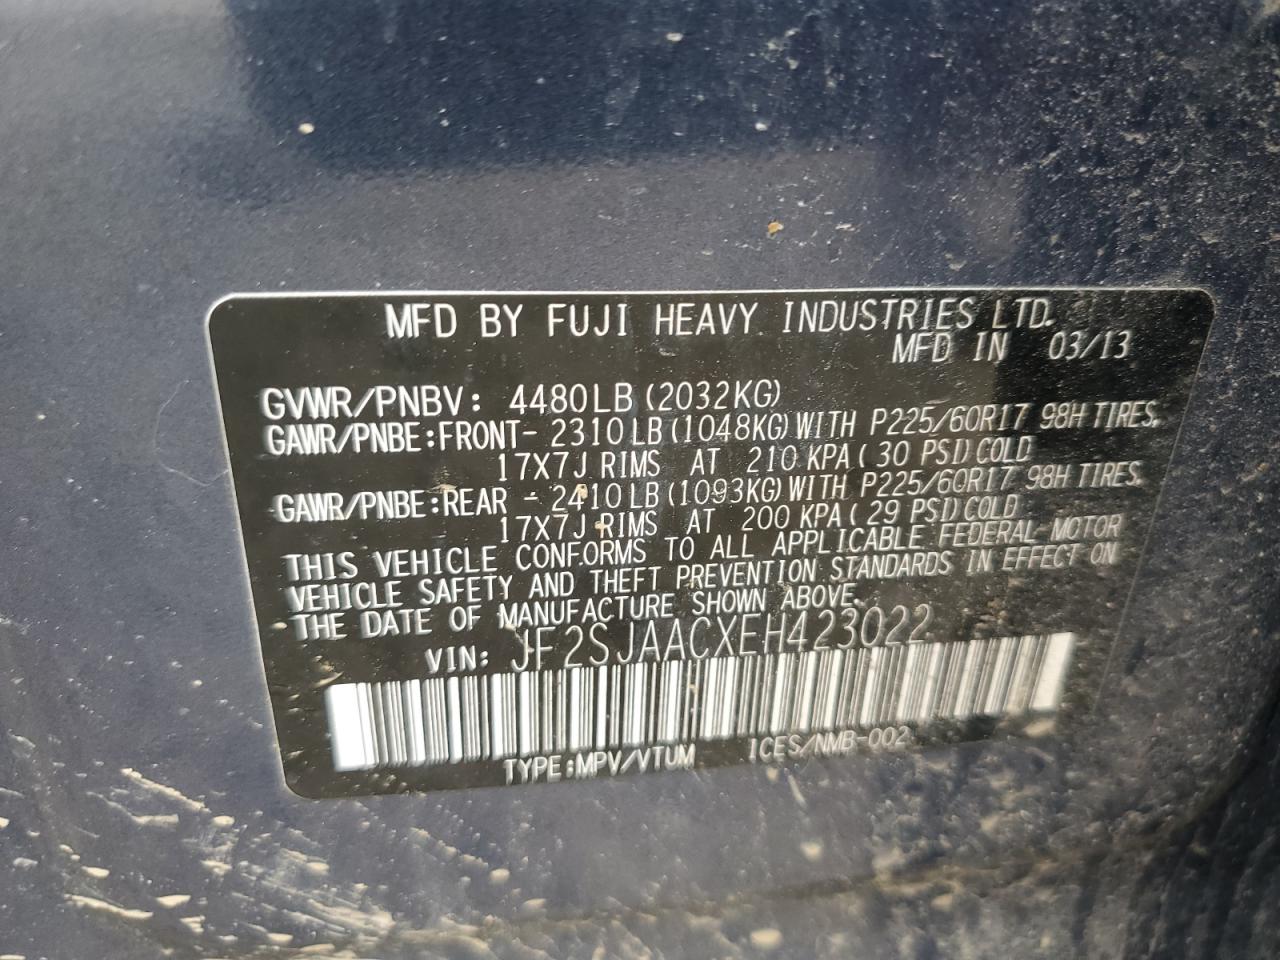 MFD BY FUJI HEAVY INDUSTRIES LTD.
MFD IN 03/13
GVWR/PNBV: 4480LB (2032KG)
GAWR/PNBE:FRONT- 2310LB(1048KG)WITH P225/60R17 98H TIRES,
17X7J RIMS AT 210 KPA( 30 PSI)COLD
GAWR/PNBE:REAR - 2410LB(1093KG)WITH P225/60R17 98H TIRES,
17X7J RIMS AT 200 KPA( 29 PSI)COLD
THIS VEHICLE CONFORMS TO ALL APPLICABLE FEDERAL MOTOR
VEHICLE SAFETY AND THEFT PREVENTION STANDARDS IN EFFECT ON
THE DATE OF MANUFACTURE SHOWN ABOVE.
VIN: JF2SJAACXEH423022
TYPE:MPV/VTUM ICES/NMB-002